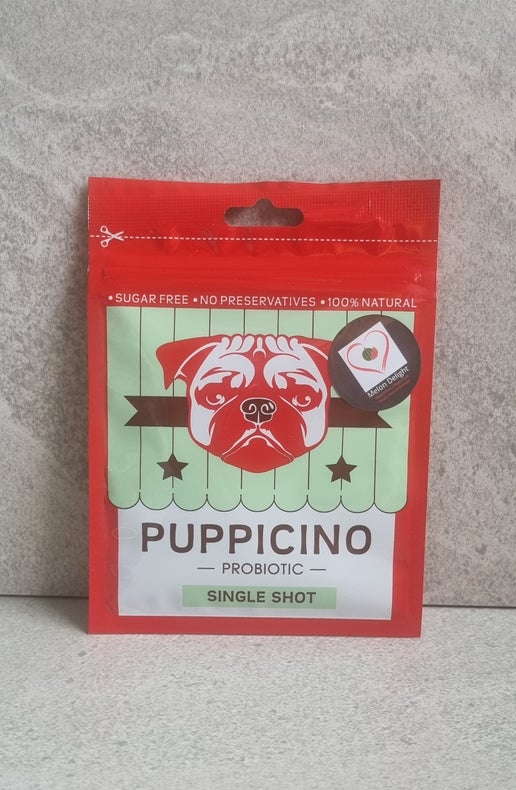 • SUGAR FREE • NO PRESERVATIVES • 100% NATURAL
Melon Delight
PUPPICINO
— PROBIOTIC —
SINGLE SHOT